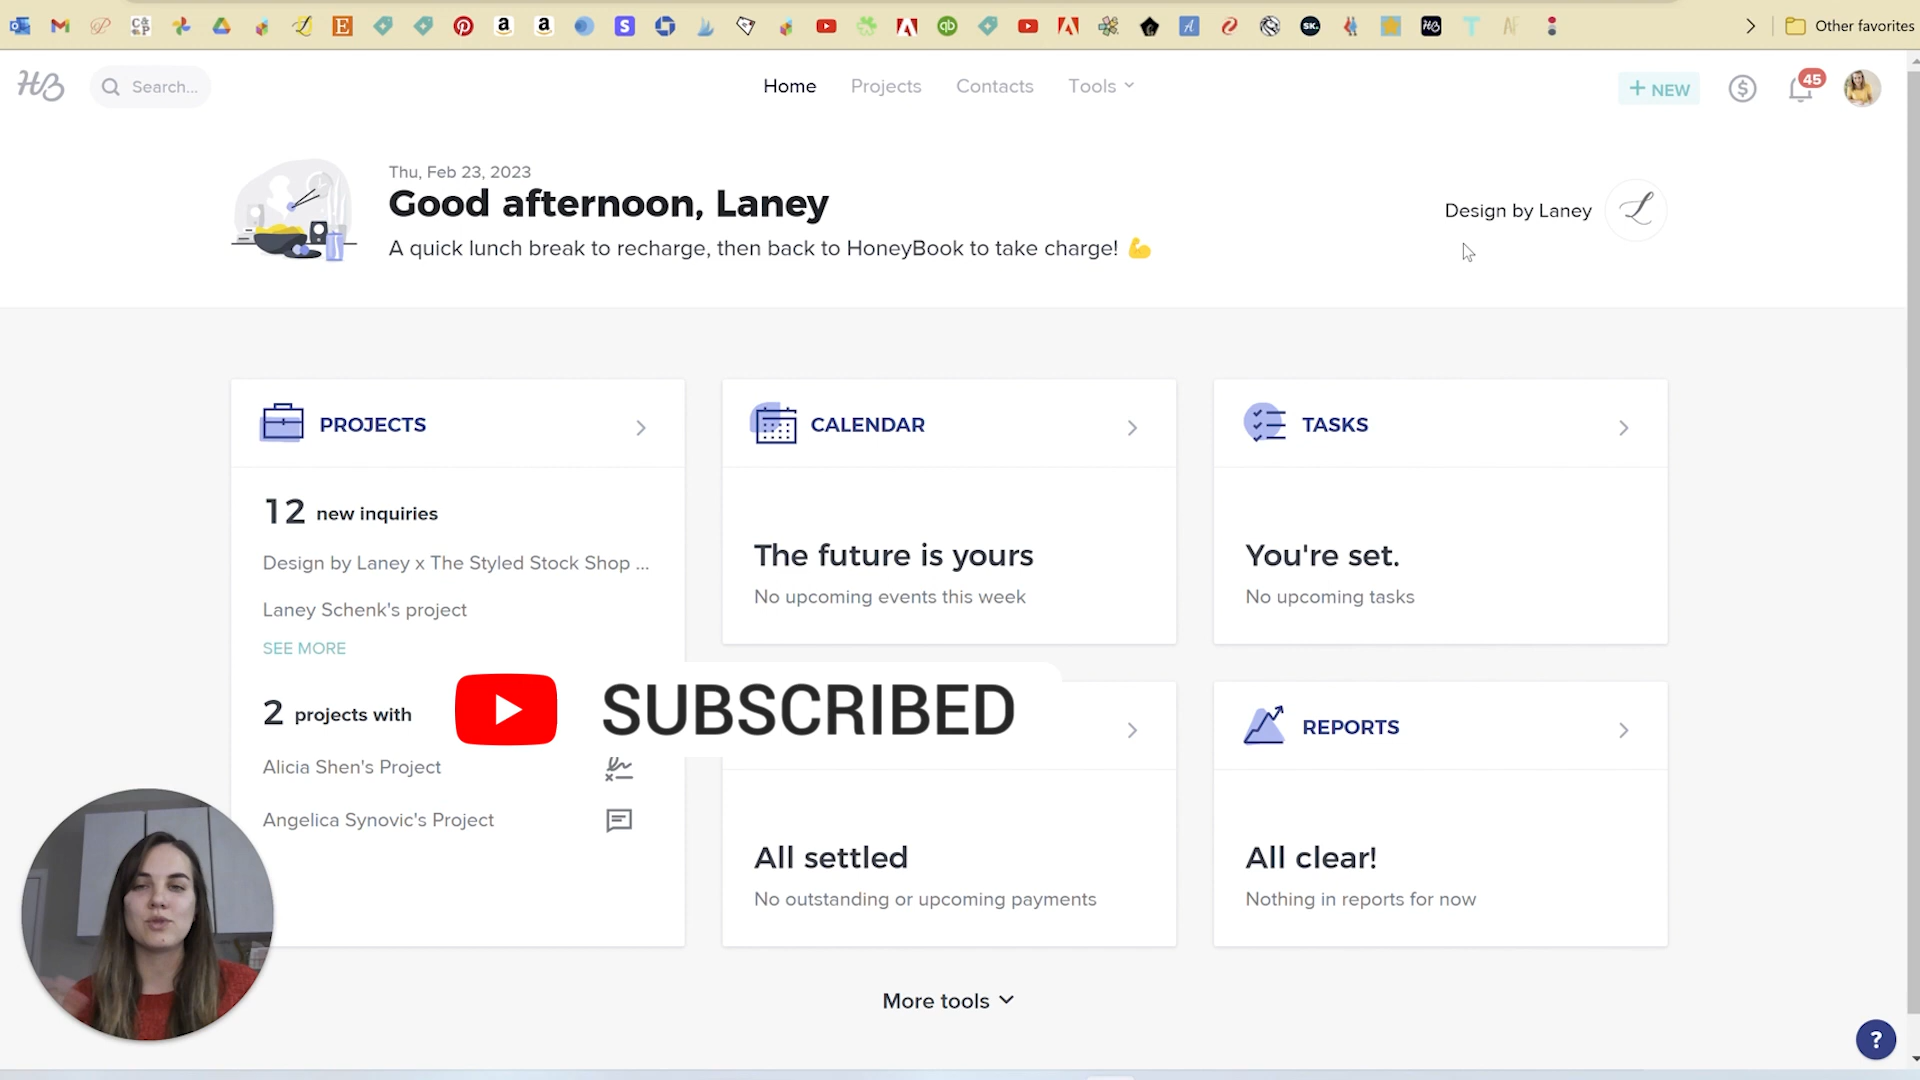 Other favorites
HB
Search...
Home
Projects
Contacts
Tools
+ NEW
45
Thu, Feb 23, 2023
Good afternoon, Laney
A quick lunch break to recharge, then back to HoneyBook to take charge! 💪
Design by Laney
L
PROJECTS
12 new inquiries
Design by Laney x The Styled Stock Shop ...
Laney Schenk's project
SEE MORE
2 projects with
Alicia Shen's Project
Angelica Synovic's Project
CALENDAR
The future is yours
No upcoming events this week
TASKS
You're set.
No upcoming tasks
SUBSCRIBED
All settled
No outstanding or upcoming payments
REPORTS
All clear!
Nothing in reports for now
More tools
?